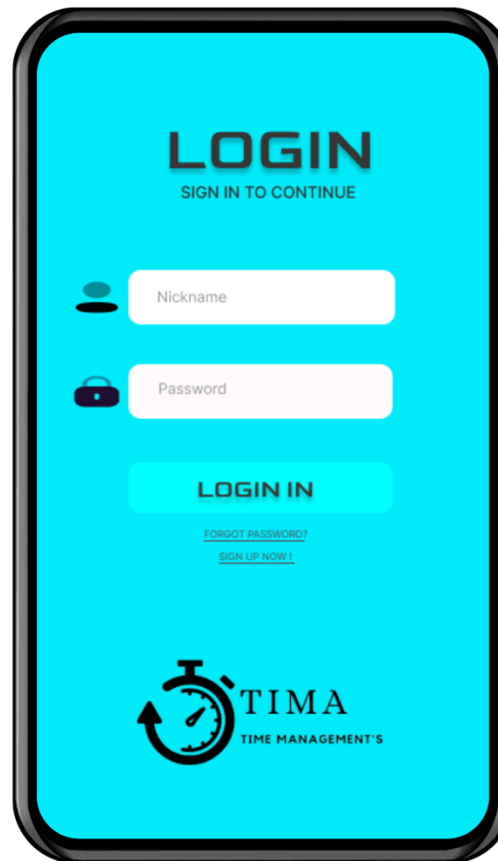 LOGIN
SIGN IN TO CONTINUE
Nickname
Password
LOGIN IN
FORGOT PASSWORD?
SIGN UP NOW !
TIMA
TIME MANAGEMENT'S